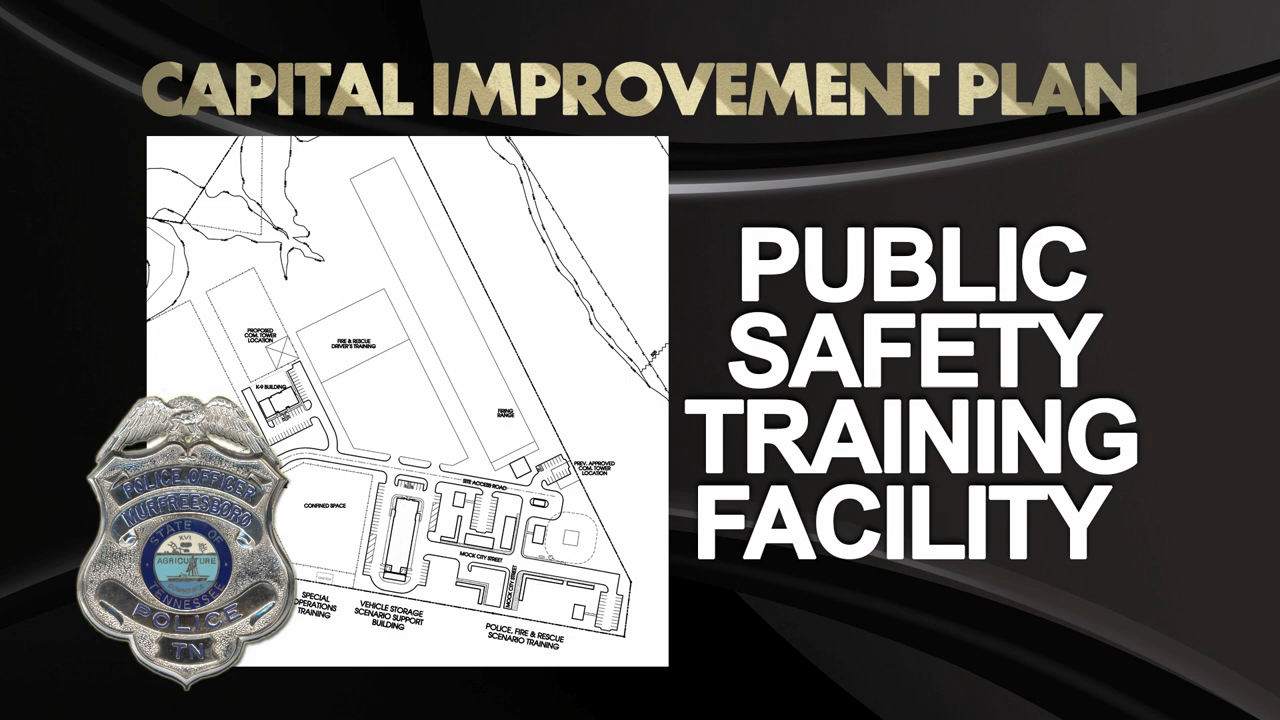 CAPITAL IMPROVEMENT PLAN
PUBLIC
SAFETY
TRAINING
FACILITY
PROPOSED
COM. TOWER
LOCATION
FIRE & RESCUE
DRIVER'S TRAINING
K-9 BUILDING
FIRING
RANGE
PREV. APPROVED
COM. TOWER
LOCATION
SITE ACCESS ROAD
CONFINED SPACE
MOCK CITY STREET
MOCK CITY STREET
SPECIAL
OPERATIONS
TRAINING
VEHICLE STORAGE
SCENARIO SUPPORT
BUILDING
POLICE, FIRE & RESCUE
SCENARIO TRAINING
POLICE OFFICER
MURFREESBORO
STATE OF
XVI
AGRICULTURE
TENNESSEE
POLICE
TN